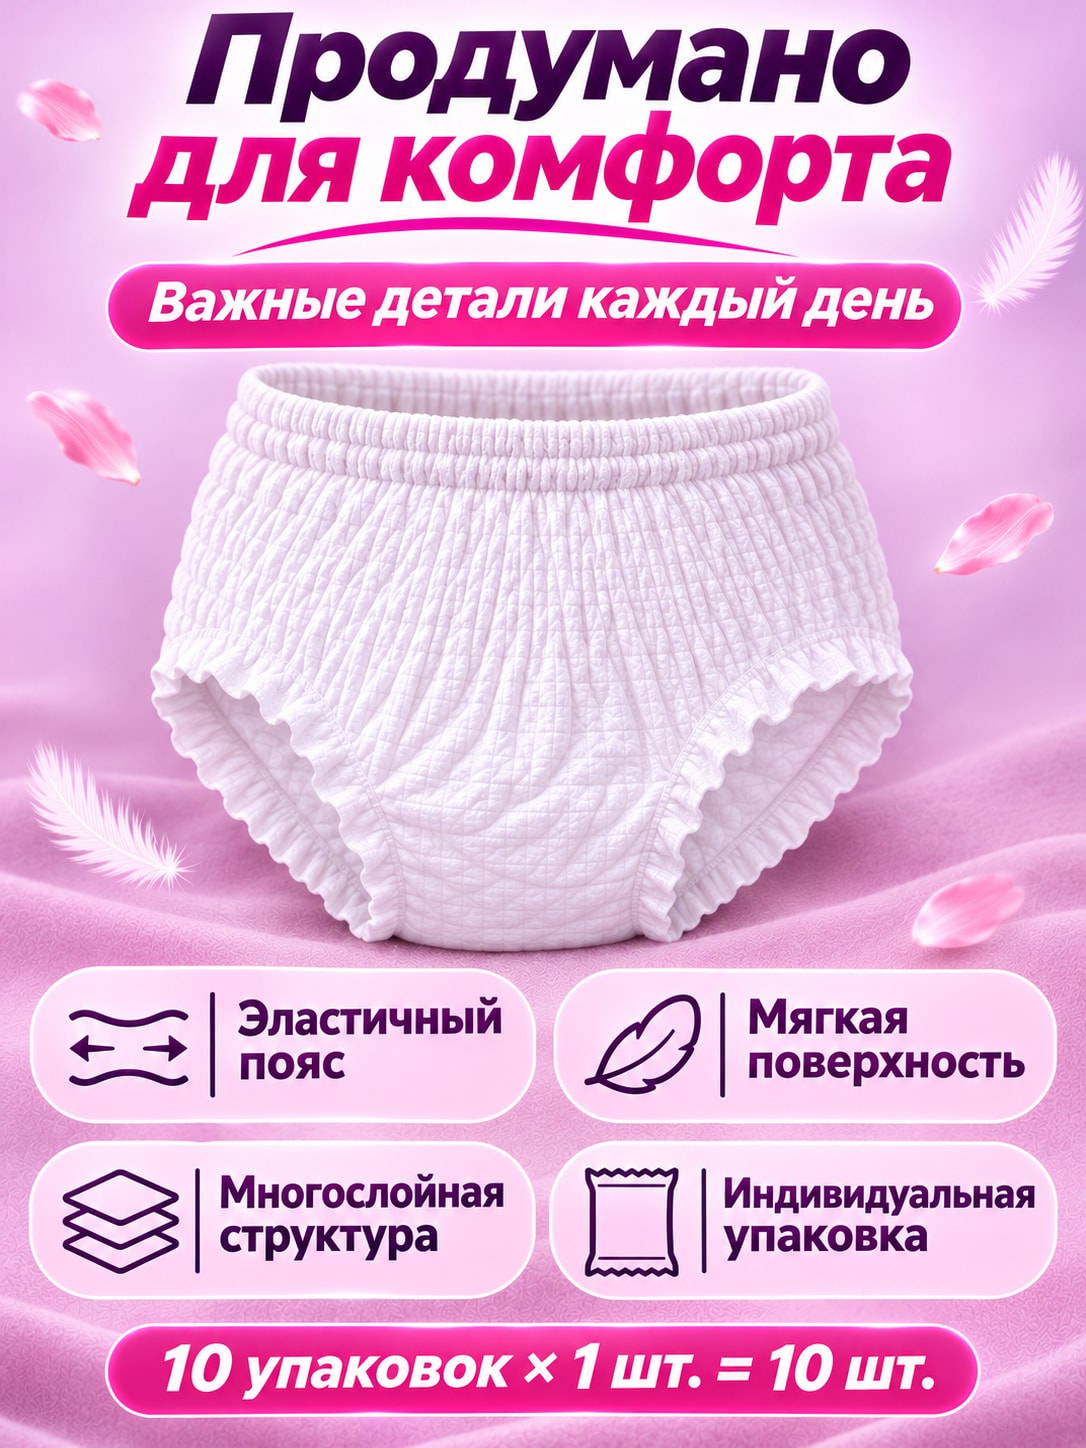 Продумано
для комфорта
Важные детали каждый день
Эластичный
пояс
Мягкая
поверхность
Многослойная
структура
Индивидуальная
упаковка
10 упаковок × 1 шт. = 10 шт.